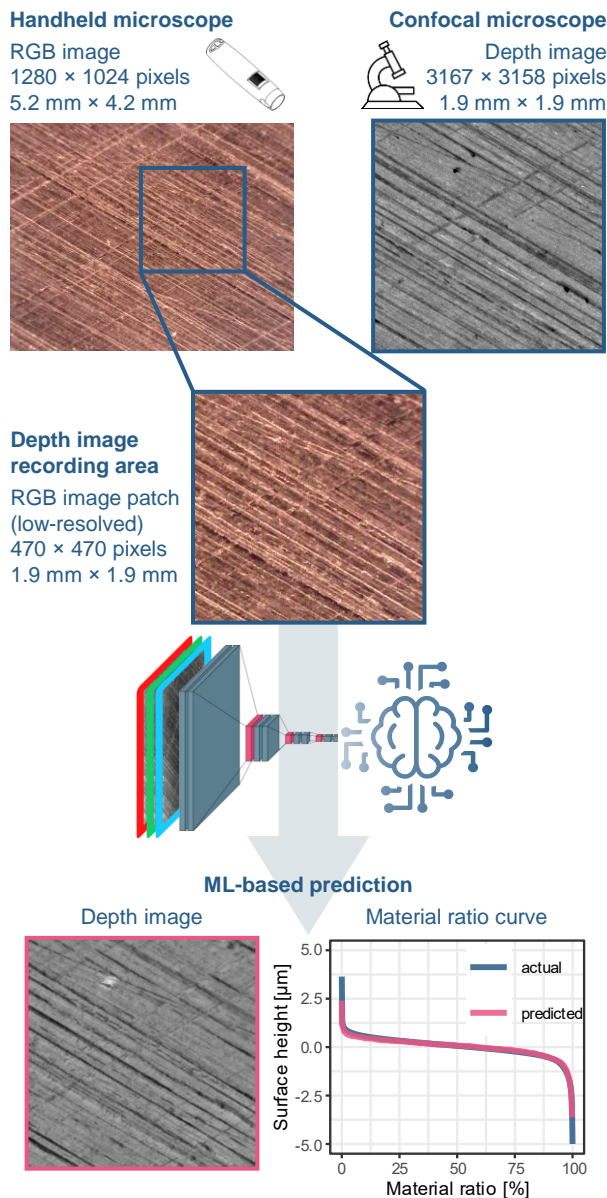 Handheld microscope
RGB image
1280 × 1024 pixels
5.2 mm × 4.2 mm
Confocal microscope
Depth image
3167 × 3158 pixels
1.9 mm × 1.9 mm
Depth image
recording area
RGB image patch
(low-resolved)
470 × 470 pixels
1.9 mm × 1.9 mm
ML-based prediction
Depth image
Material ratio curve
Surface height [µm]
5.0
2.5
0.0
-2.5
-5.0
actual
predicted
0
25
50
75
100
Material ratio [%]